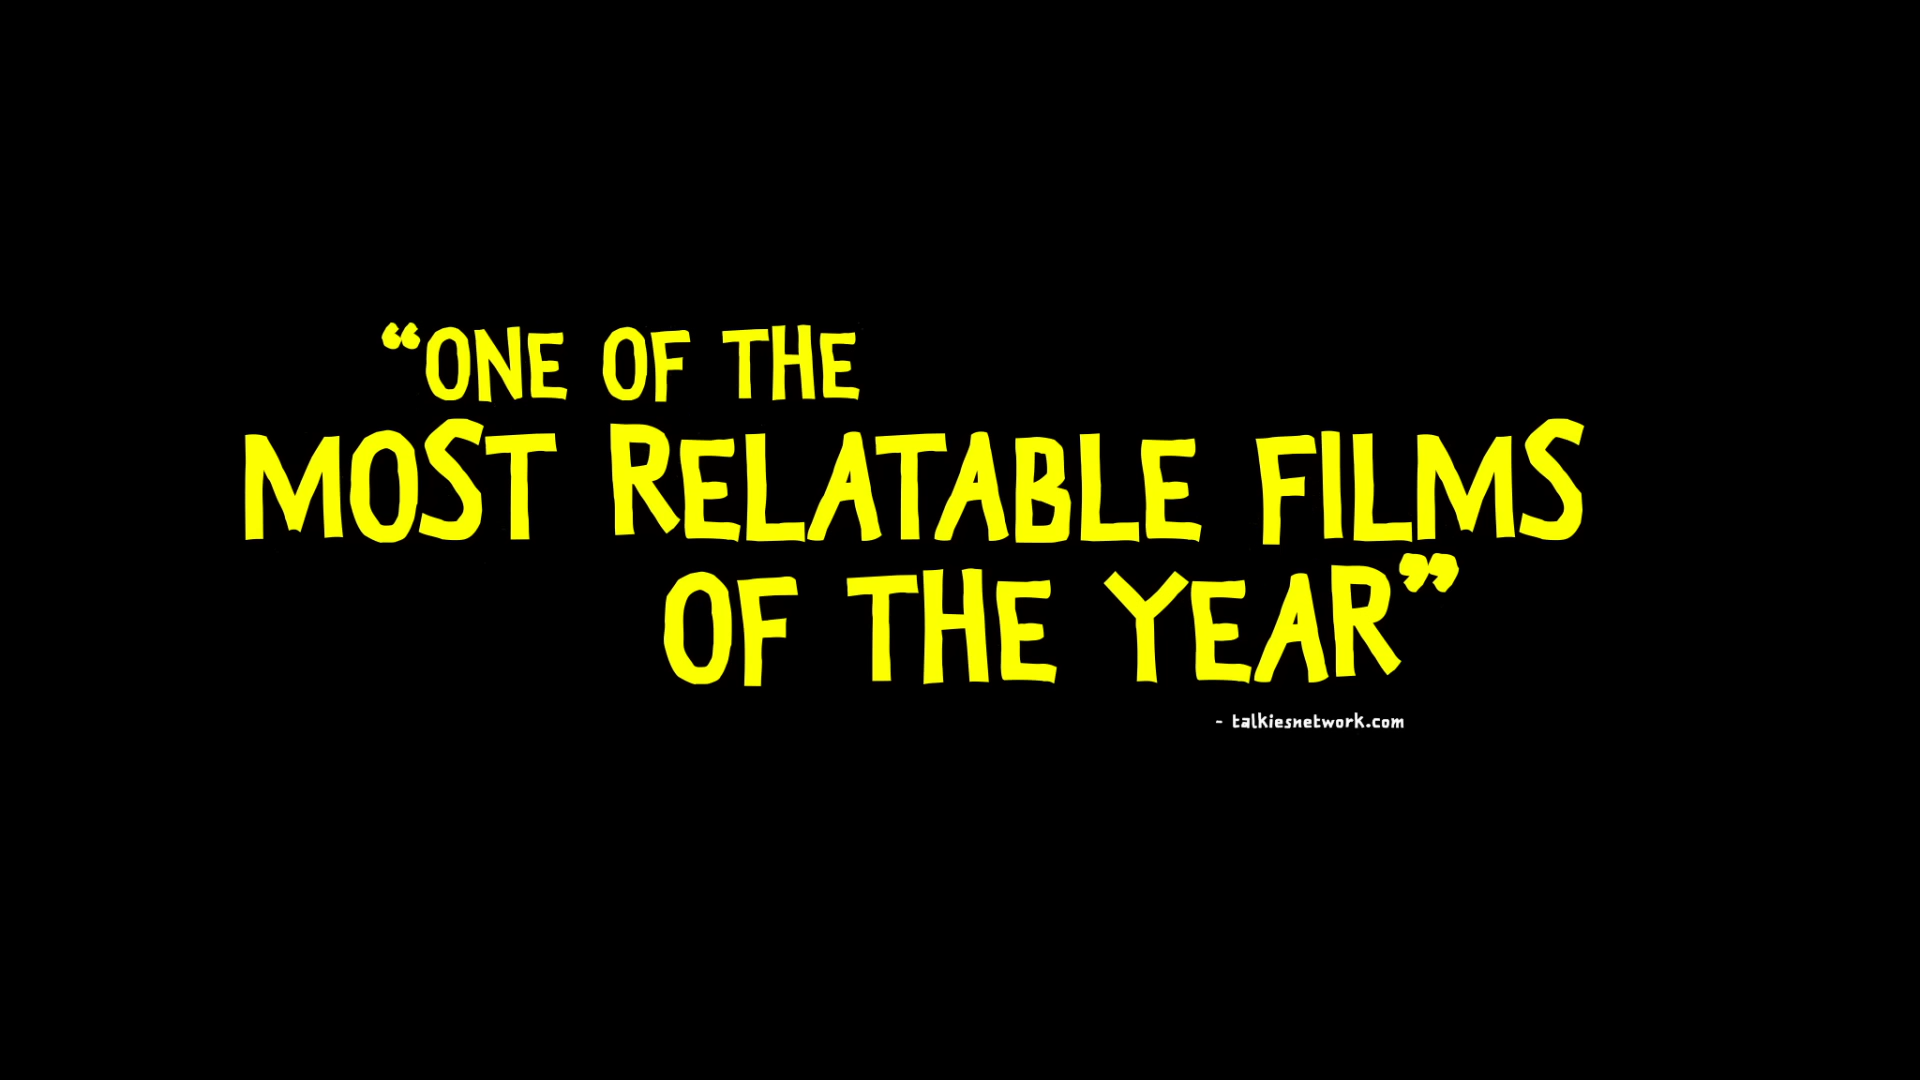 “ONE OF THE
MOST RELATABLE FILMS
OF THE YEAR”
- talkiesnetwork.com